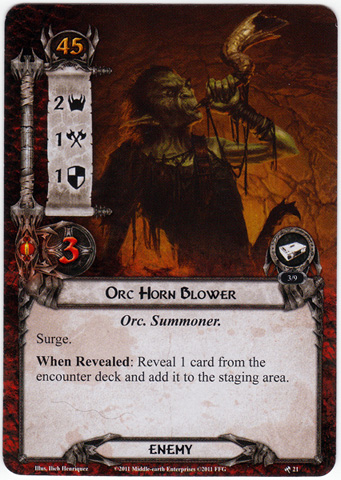 45
2
1
1
3
3/9
Orc Horn Blower
Orc. Summoner.
Surge.
When Revealed: Reveal 1 card from the
encounter deck and add it to the staging area.
ENEMY
Illus. Ilich Henriquez
©2011 Middle-earth Enterprises ©2011 FFG
21